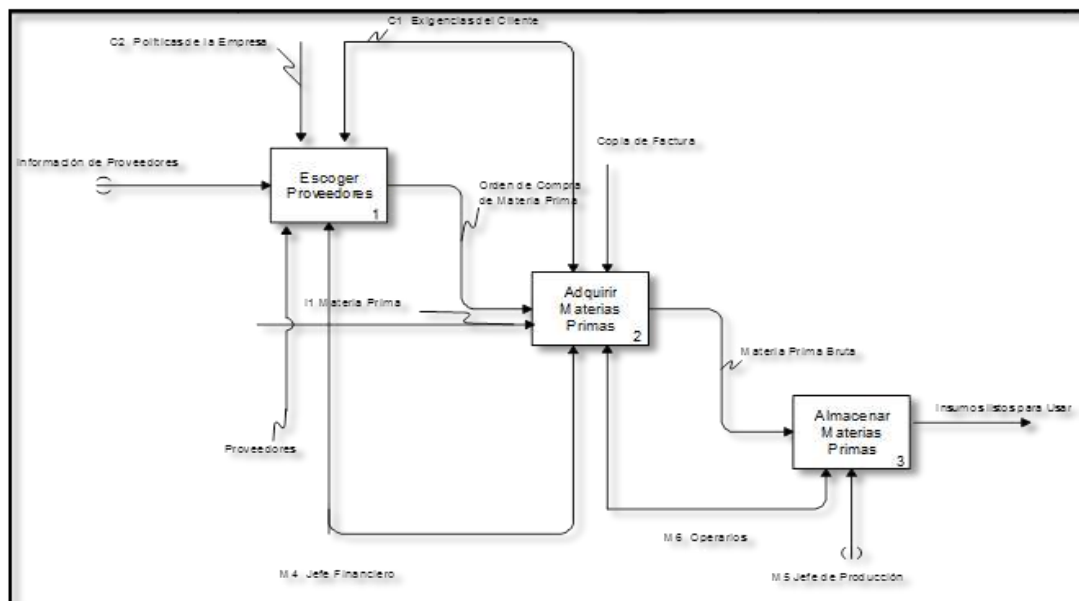 C1 Exigencias del Cliente
C2 Políticas de la Empresa
Copia de Factura
Información de Proveedores
Escoger
Proveedores
1
Orden de Compra
de Materia Prima
I1 Materia Prima
Adquirir
Materias
Primas
2
Materia Prima Bruta
Almacenar
Materias
Primas
3
Insumos listos para Usar
Proveedores
M6 Operarios
M4 Jefe Financiero
M5 Jefe de Producción